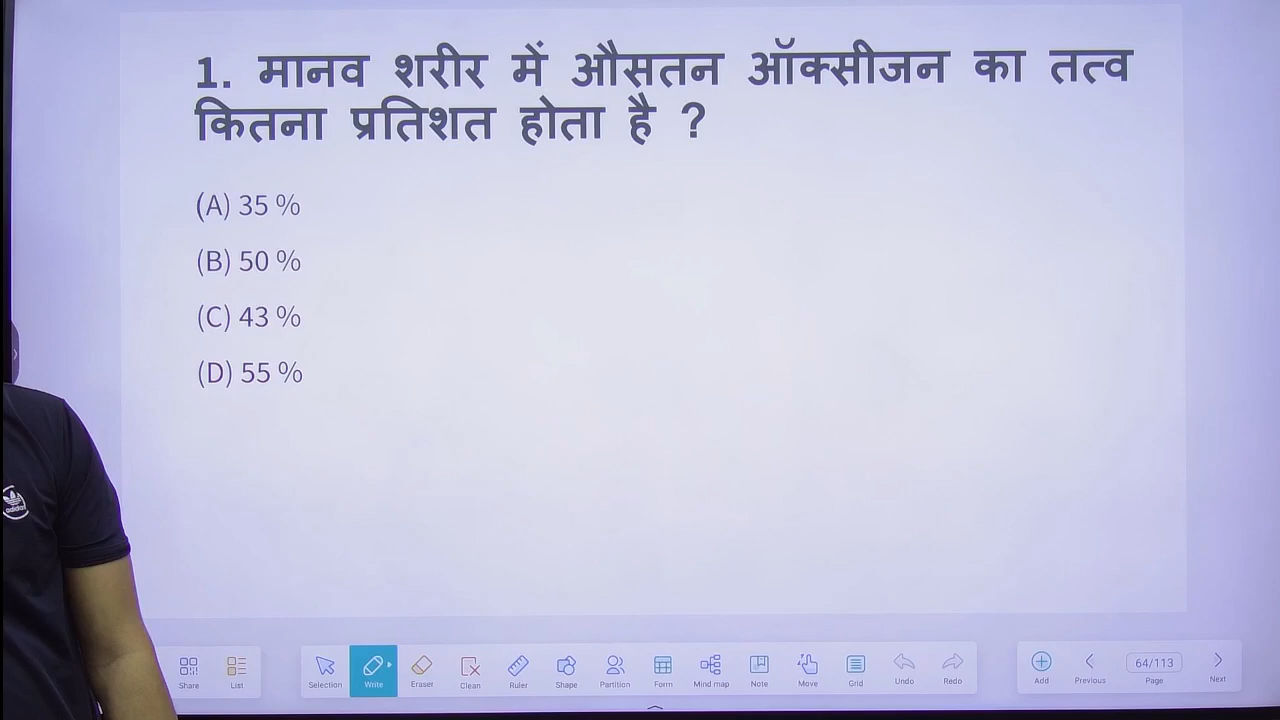 1. मानव शरीर में औसतन ऑक्सीजन का तत्व
कितना प्रतिशत होता है ?
(A) 35 %
(B) 50 %
(C) 43 %
(D) 55 %
adidas
Share List Selection Write Eraser Clean Ruler Shape Partition Form Mind map Note Move Grid Undo Redo Add Previous 64/113 Page Next